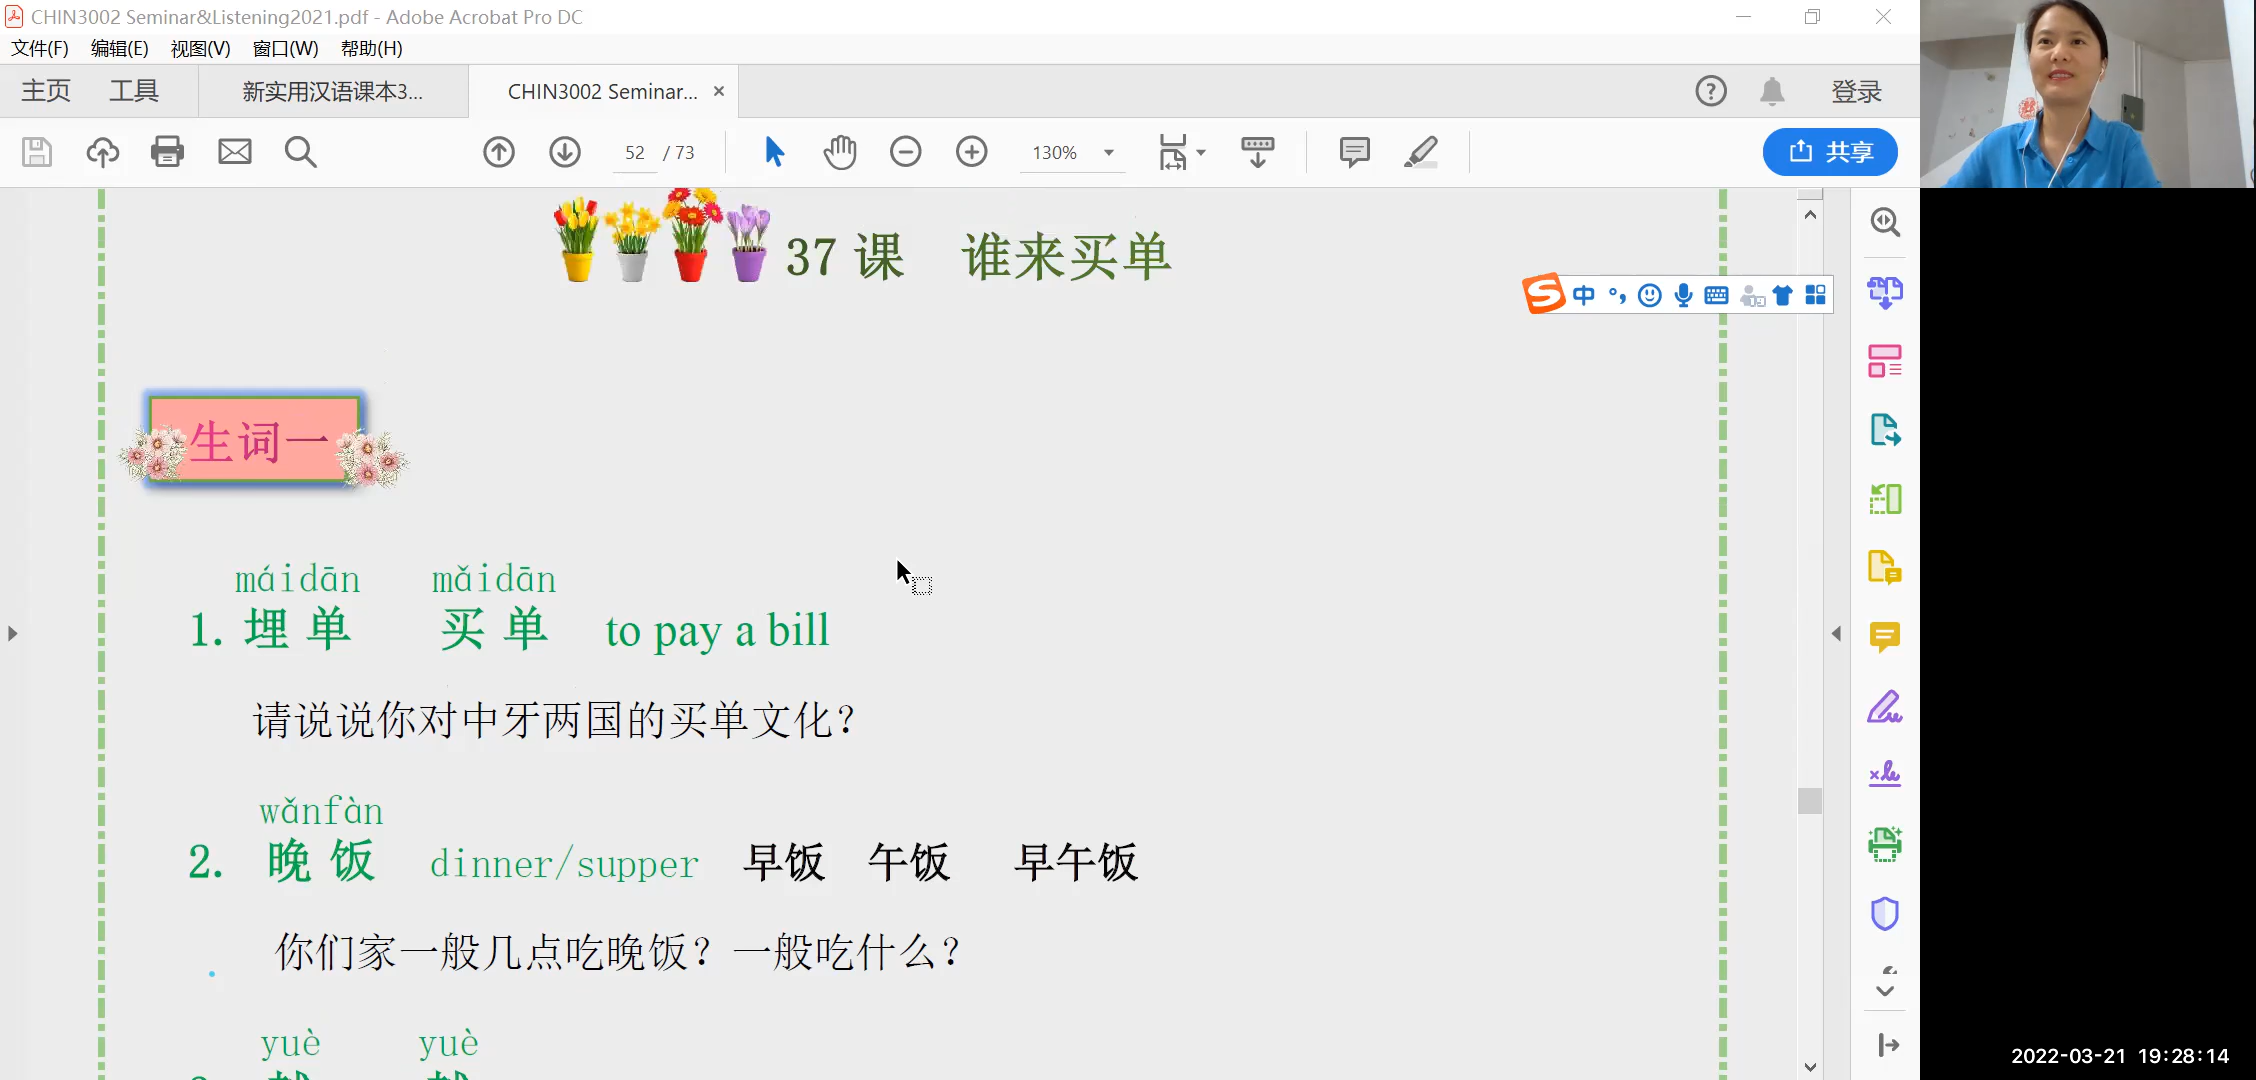 CHIN3002 Seminar&Listening2021.pdf - Adobe Acrobat Pro DC
文件(F) 编辑(E) 视图(V) 窗口(W) 帮助(H)
主页 工具 新实用汉语课本3... CHIN3002 Seminar... × 登录
52 / 73 130% 共享
37 课 谁来买单
中
生词一
máidān mǎidān
1. 埋单 买单 to pay a bill
请说说你对中牙两国的买单文化？
wǎnfàn
2. 晚饭 dinner/supper 早饭 午饭 早午饭
你们家一般几点吃晚饭？一般吃什么？
yuè yuè
2022-03-21 19:28:14